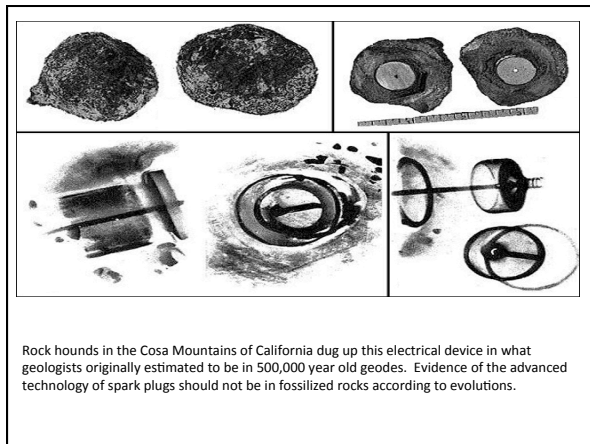 Rock hounds in the Cosa Mountains of California dug up this electrical device in what
geologists originally estimated to be in 500,000 year old geodes.  Evidence of the advanced
technology of spark plugs should not be in fossilized rocks according to evolutions.